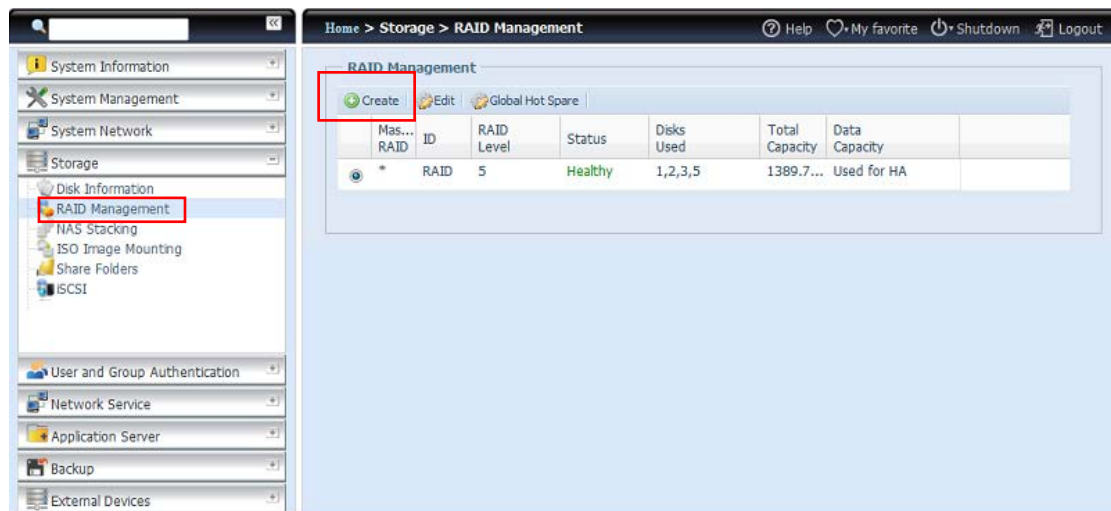 «
Home > Storage > RAID Management
Help
My favorite
Shutdown
Logout
System Information
System Management
System Network
Storage
Disk Information
RAID Management
NAS Stacking
ISO Image Mounting
Share Folders
iSCSI
User and Group Authentication
Network Service
Application Server
Backup
External Devices
RAID Management
Create Edit Global Hot Spare
Mas... RAID ID RAID Level Status Disks Used Total Capacity Data Capacity
* RAID 5 Healthy 1,2,3,5 1389.7... Used for HA